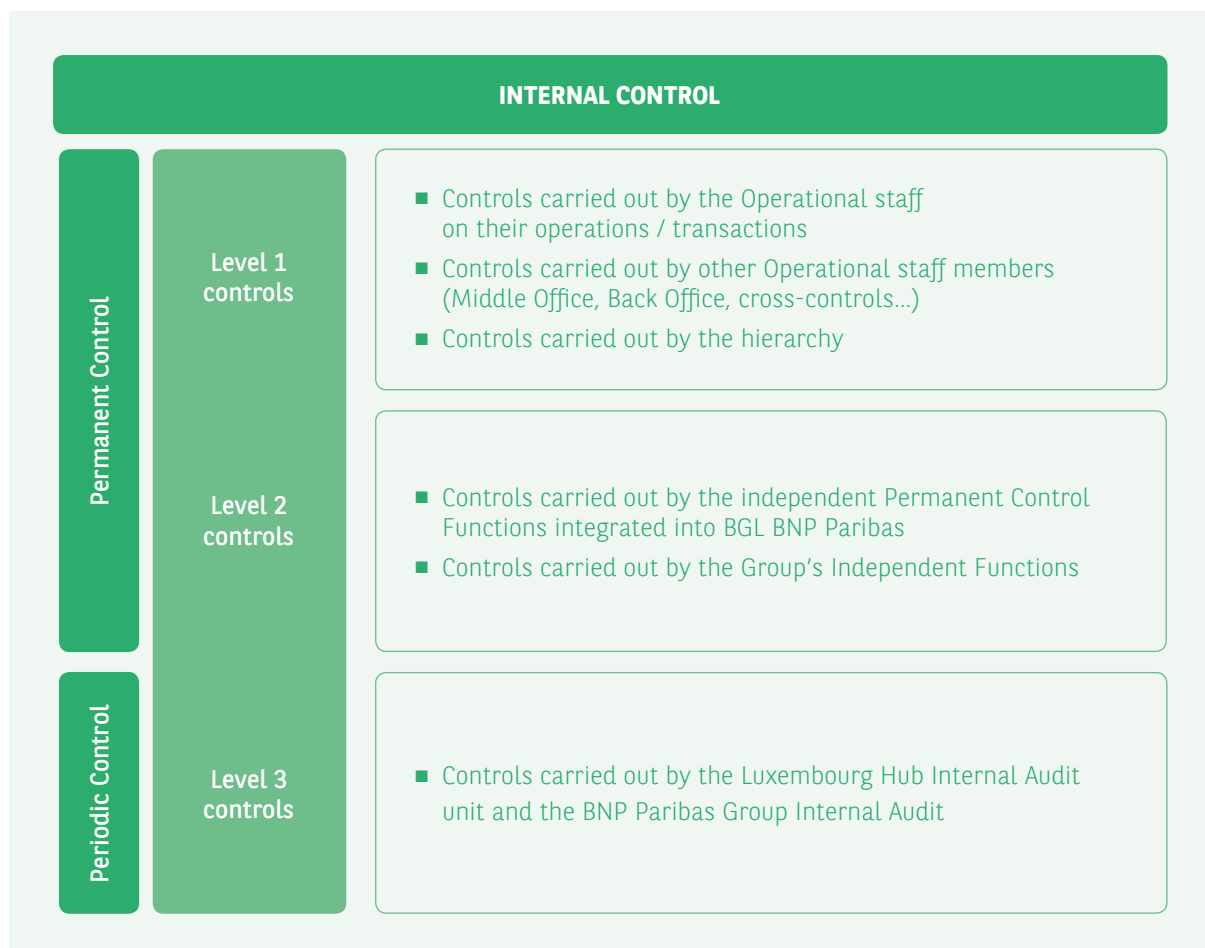 INTERNAL CONTROL
Permanent Control
Level 1
controls
■ Controls carried out by the Operational staff
on their operations / transactions
■ Controls carried out by other Operational staff members
(Middle Office, Back Office, cross-controls...)
■ Controls carried out by the hierarchy
Level 2
controls
■ Controls carried out by the independent Permanent Control
Functions integrated into BGL BNP Paribas
■ Controls carried out by the Group's Independent Functions
Periodic Control
Level 3
controls
■ Controls carried out by the Luxembourg Hub Internal Audit
unit and the BNP Paribas Group Internal Audit